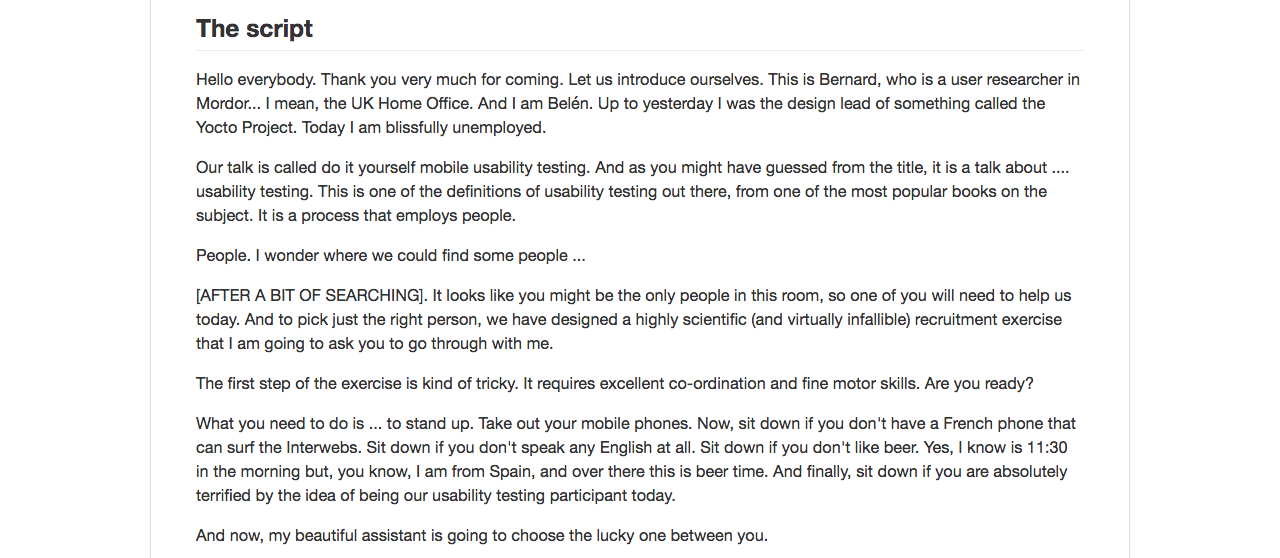 The script
Hello everybody. Thank you very much for coming. Let us introduce ourselves. This is Bernard, who is a user researcher in
Mordor... I mean, the UK Home Office. And I am Belén. Up to yesterday I was the design lead of something called the
Yocto Project. Today I am blissfully unemployed.
Our talk is called do it yourself mobile usability testing. And as you might have guessed from the title, it is a talk about ....
usability testing. This is one of the definitions of usability testing out there, from one of the most popular books on the
subject. It is a process that employs people.
People. I wonder where we could find some people ...
[AFTER A BIT OF SEARCHING]. It looks like you might be the only people in this room, so one of you will need to help us
today. And to pick just the right person, we have designed a highly scientific (and virtually infallible) recruitment exercise
that I am going to ask you to go through with me.
The first step of the exercise is kind of tricky. It requires excellent co-ordination and fine motor skills. Are you ready?
What you need to do is ... to stand up. Take out your mobile phones. Now, sit down if you don't have a French phone that
can surf the Interwebs. Sit down if you don't speak any English at all. Sit down if you don't like beer. Yes, I know is 11:30
in the morning but, you know, I am from Spain, and over there this is beer time. And finally, sit down if you are absolutely
terrified by the idea of being our usability testing participant today.
And now, my beautiful assistant is going to choose the lucky one between you.